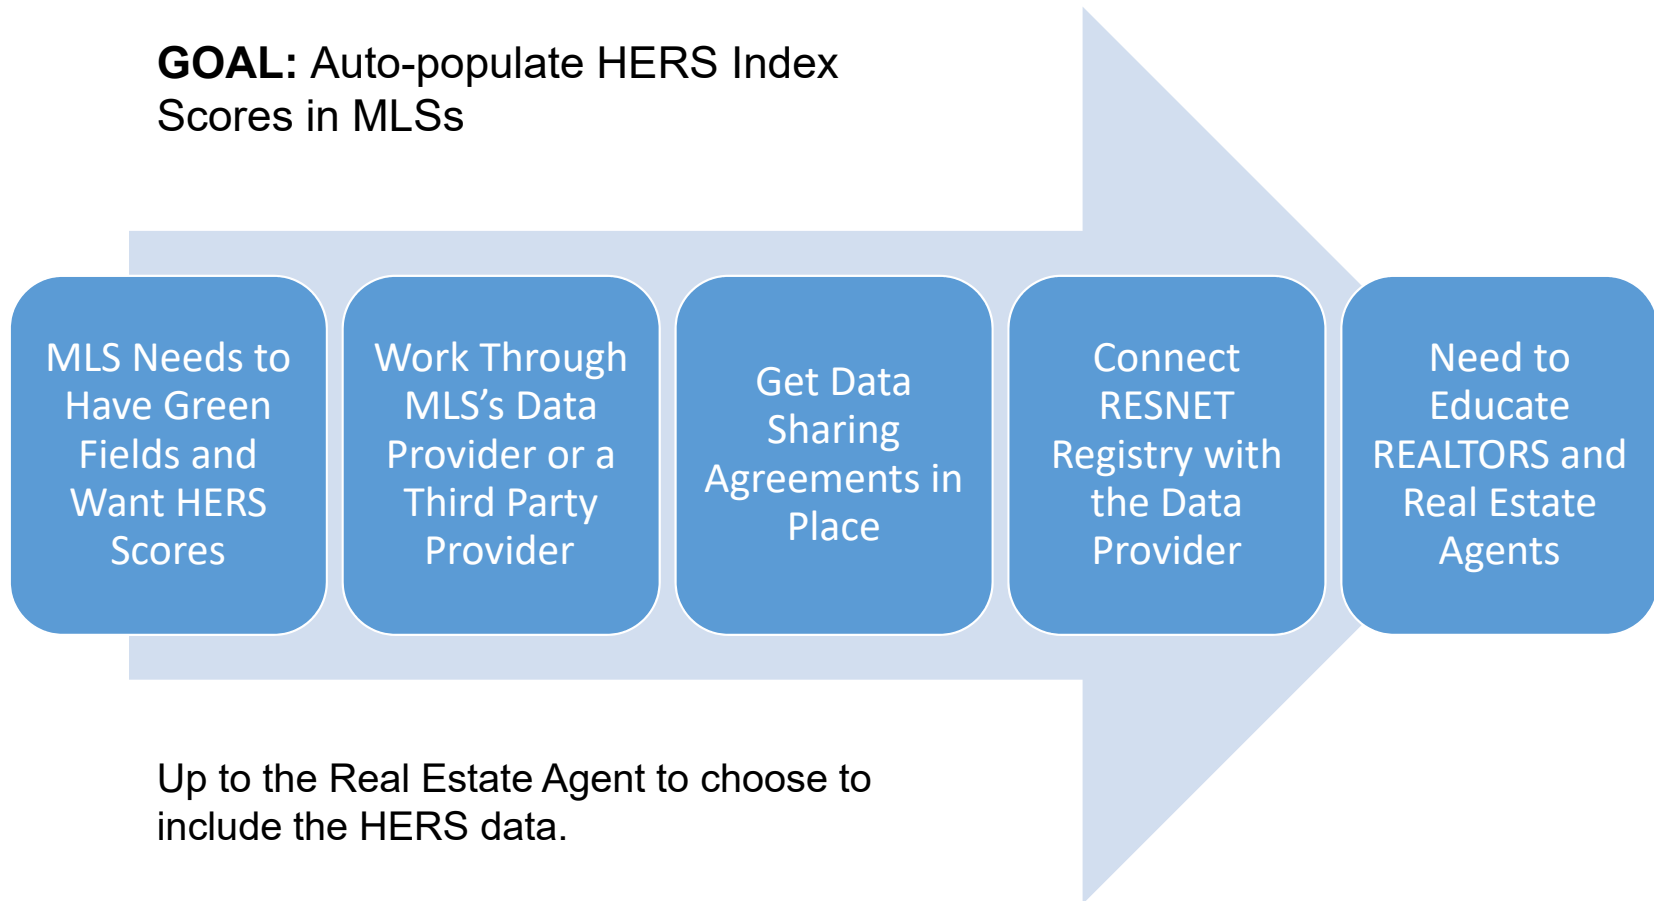 GOAL: Auto-populate HERS Index
Scores in MLSs
MLS Needs to
Have Green
Fields and
Want HERS
Scores
Work Through
MLS’s Data
Provider or a
Third Party
Provider
Get Data
Sharing
Agreements in
Place
Connect
RESNET
Registry with
the Data
Provider
Need to
Educate
REALTORS and
Real Estate
Agents
Up to the Real Estate Agent to choose to
include the HERS data.